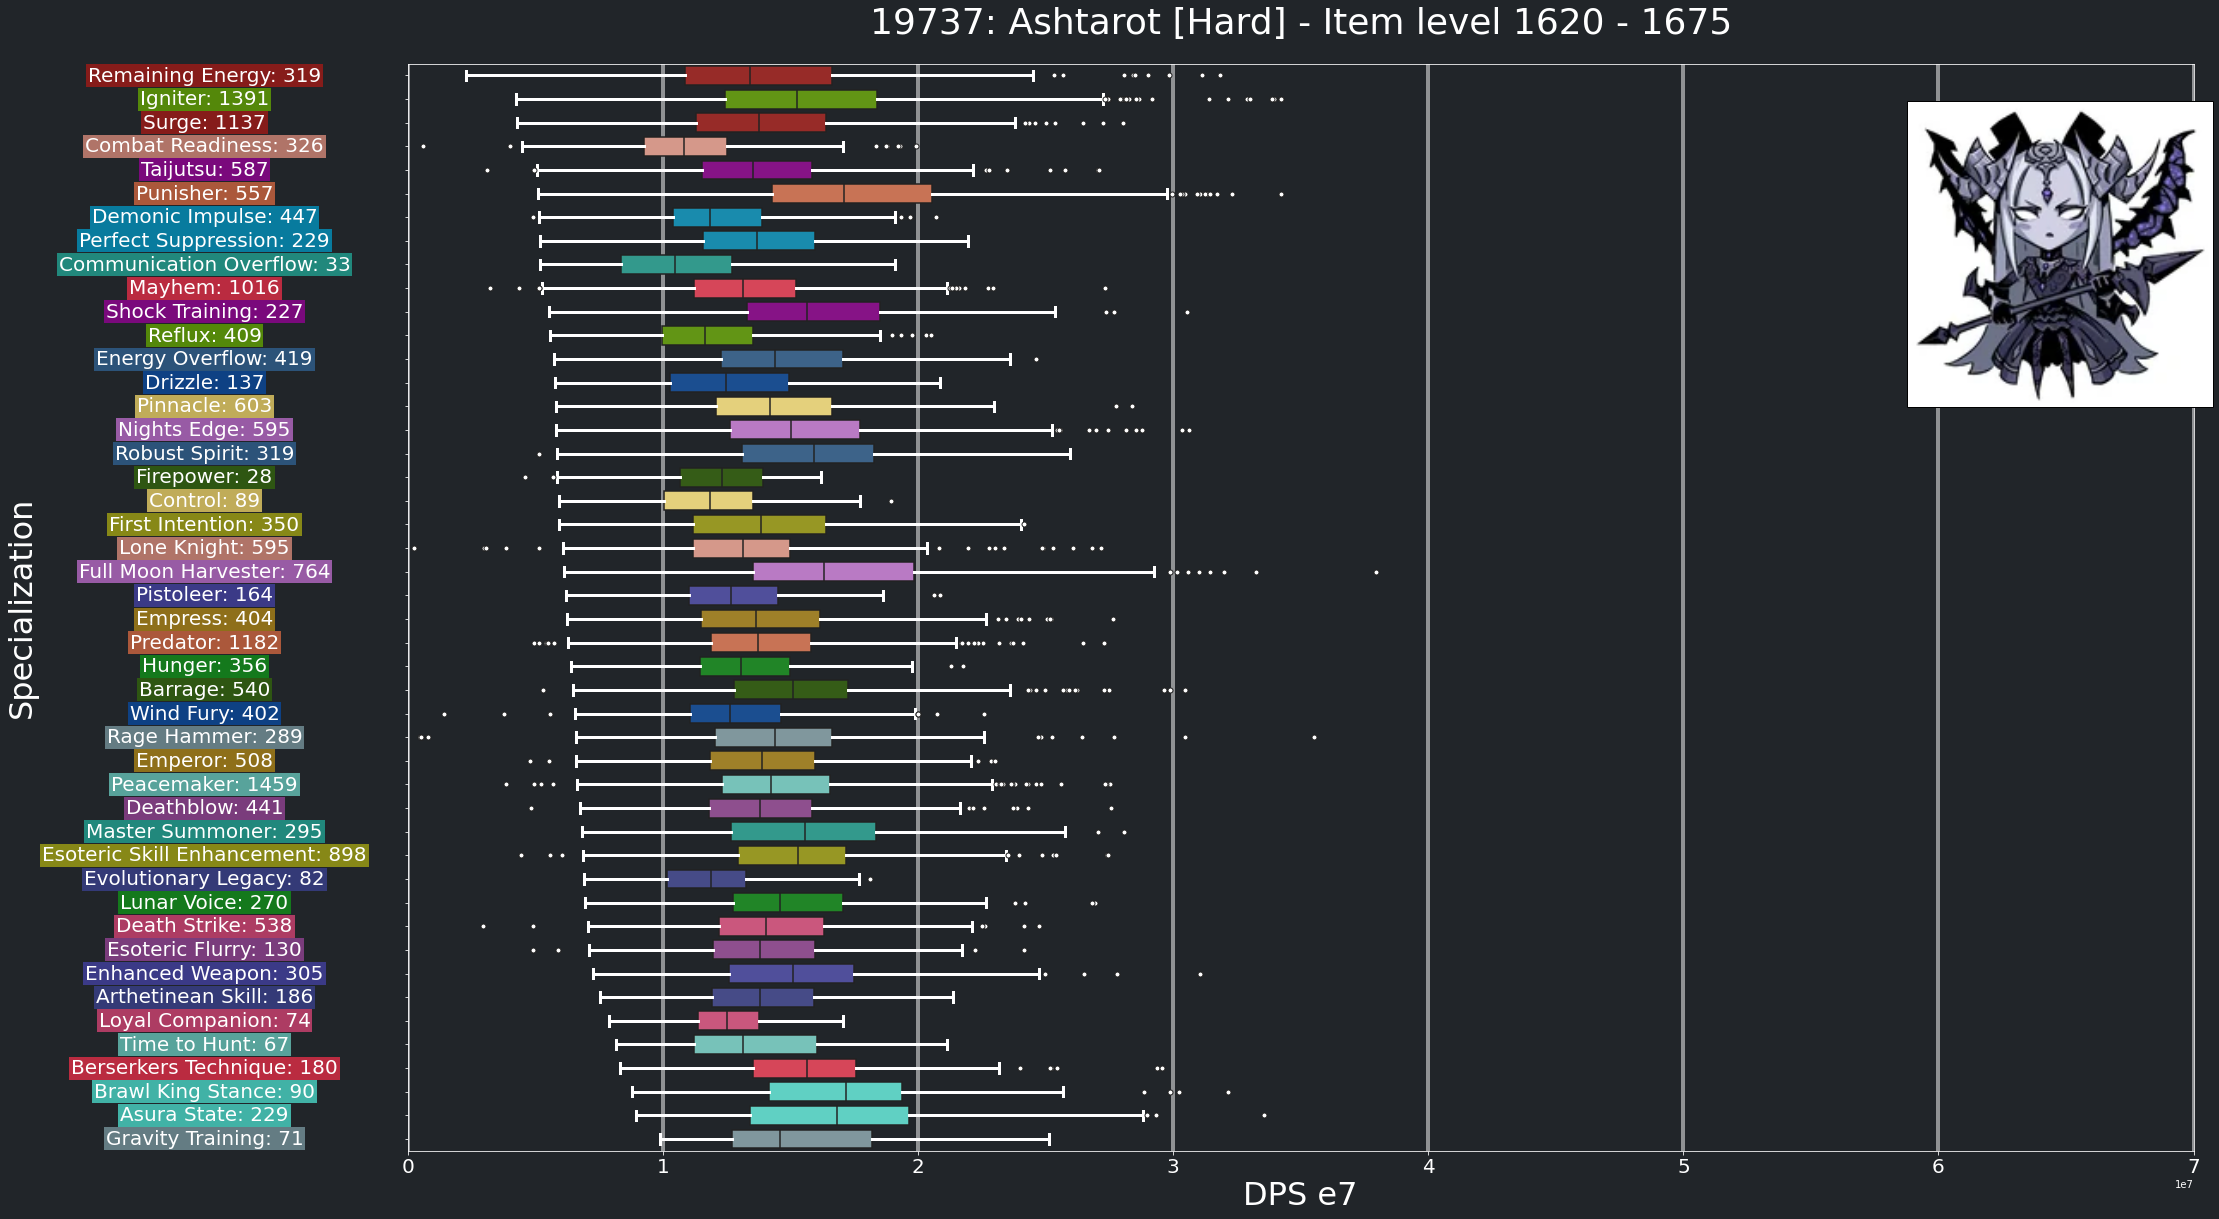 19737: Ashtarot [Hard] - Item level 1620 - 1675
Specialization
Remaining Energy: 319
Igniter: 1391
Surge: 1137
Combat Readiness: 326
Taijutsu: 587
Punisher: 557
Demonic Impulse: 447
Perfect Suppression: 229
Communication Overflow: 33
Mayhem: 1016
Shock Training: 227
Reflux: 409
Energy Overflow: 419
Drizzle: 137
Pinnacle: 603
Nights Edge: 595
Robust Spirit: 319
Firepower: 28
Control: 89
First Intention: 350
Lone Knight: 595
Full Moon Harvester: 764
Pistoleer: 164
Empress: 404
Predator: 1182
Hunger: 356
Barrage: 540
Wind Fury: 402
Rage Hammer: 289
Emperor: 508
Peacemaker: 1459
Deathblow: 441
Master Summoner: 295
Esoteric Skill Enhancement: 898
Evolutionary Legacy: 82
Lunar Voice: 270
Death Strike: 538
Esoteric Flurry: 130
Enhanced Weapon: 305
Arthetinean Skill: 186
Loyal Companion: 74
Time to Hunt: 67
Berserkers Technique: 180
Brawl King Stance: 90
Asura State: 229
Gravity Training: 71
0 1 2 3 4 5 6 7
1e7
DPS e7